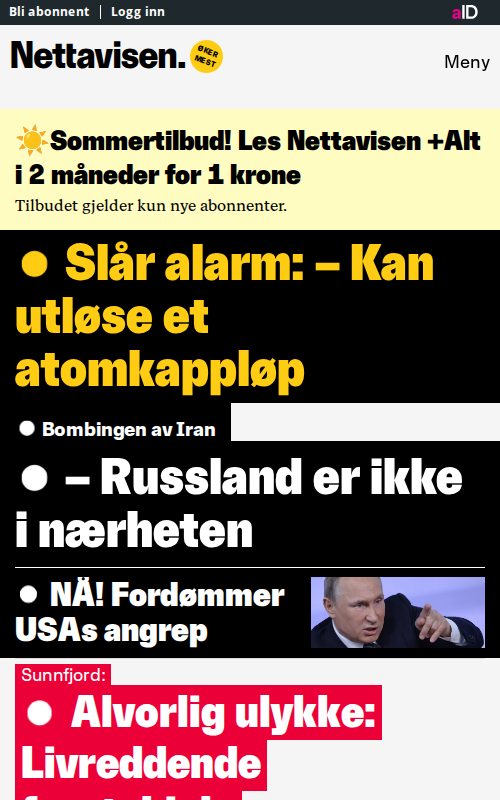 Bli abonnent
Logg inn
aID
Nettavisen.
ØKER
MEST
Meny
Sommertilbud! Les Nettavisen +Alt
i 2 måneder for 1 krone
Tilbudet gjelder kun nye abonnenter.
Slår alarm: – Kan
utløse et
atomkappløp
Bombingen av Iran
– Russland er ikke
i nærheten
NÅ! Fordømmer
USAs angrep
Sunnfjord:
Alvorlig ulykke:
Livreddende